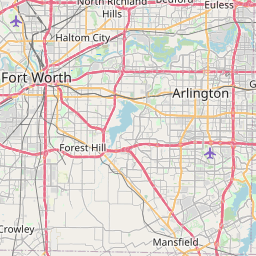 North Richland
Hills
Bedford
Euless
Haltom City
Fort Worth
Arlington
Forest Hill
Crowley
Mansfield